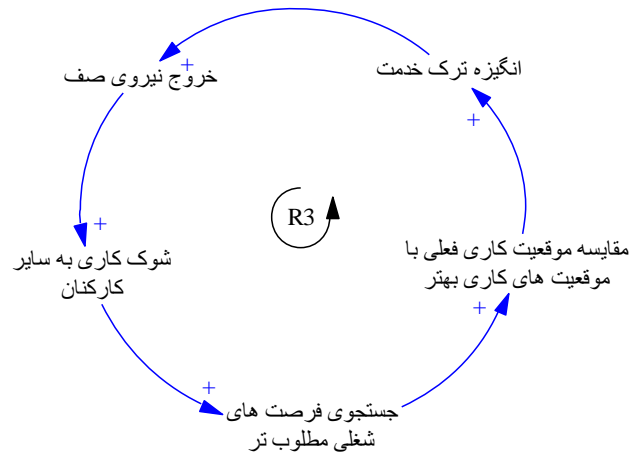 انگیزه ترک خدمت
خروج نیروی صف
+
+
R3
+
شوک کاری به سایر
کارکنان
مقایسه موقعیت کاری فعلی با
موقعیت های کاری بهتر
+
+
جستجوی فرصت های
شغلی مطلوب تر